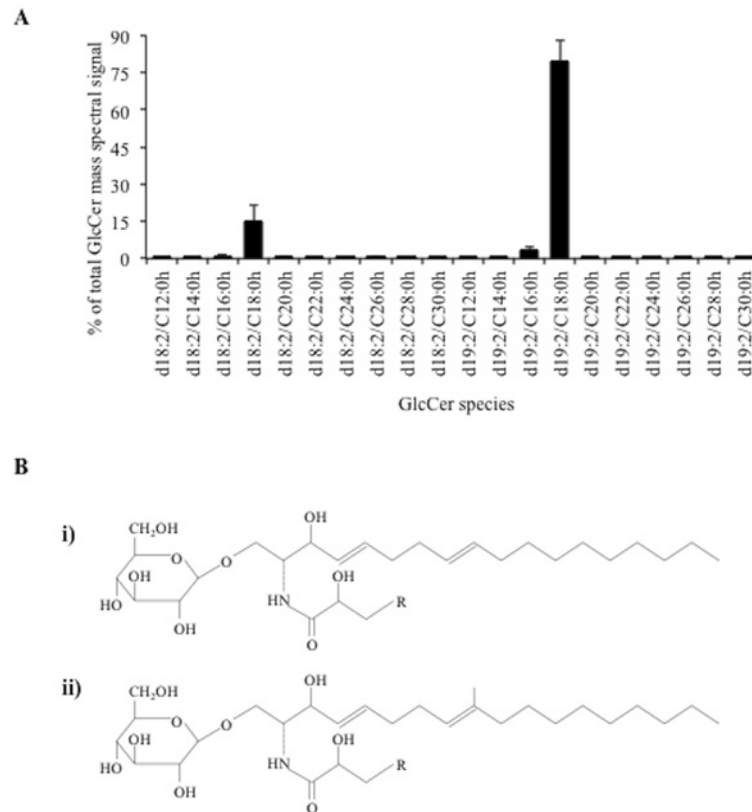 A
% of total GlcCer mass spectral signal
90
75
60
45
30
15
0
d18:2/C12:0h
d18:2/C14:0h
d18:2/C16:0h
d18:2/C18:0h
d18:2/C20:0h
d18:2/C22:0h
d18:2/C24:0h
d18:2/C26:0h
d18:2/C28:0h
d18:2/C30:0h
d19:2/C12:0h
d19:2/C14:0h
d19:2/C16:0h
d19:2/C18:0h
d19:2/C20:0h
d19:2/C22:0h
d19:2/C24:0h
d19:2/C26:0h
d19:2/C28:0h
d19:2/C30:0h
GlcCer species
B
i)
CH₂OH
O
OH
HO
OH
O
OH
HN
OH
O
R
ii)
CH₂OH
O
OH
HO
OH
O
OH
HN
OH
O
R